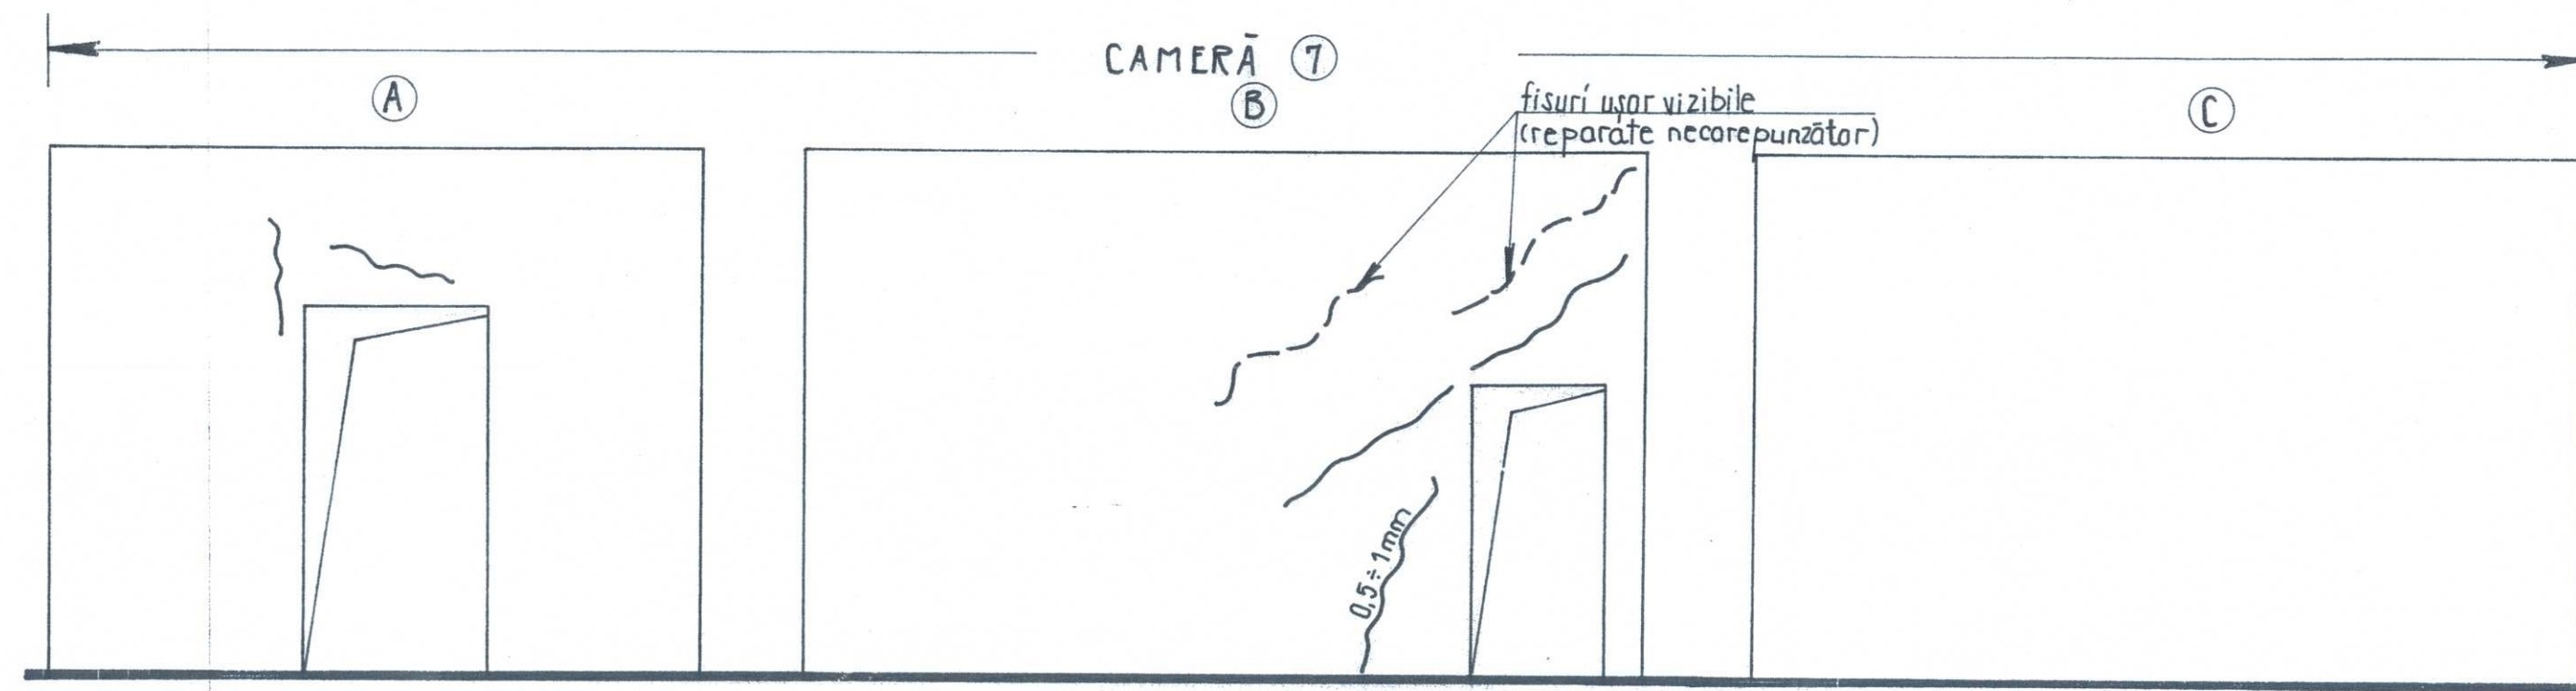 CAMERĂ 7
A
B
C
fisuri ușor vizibile
(reparate necorepunzător)
0,5÷1mm